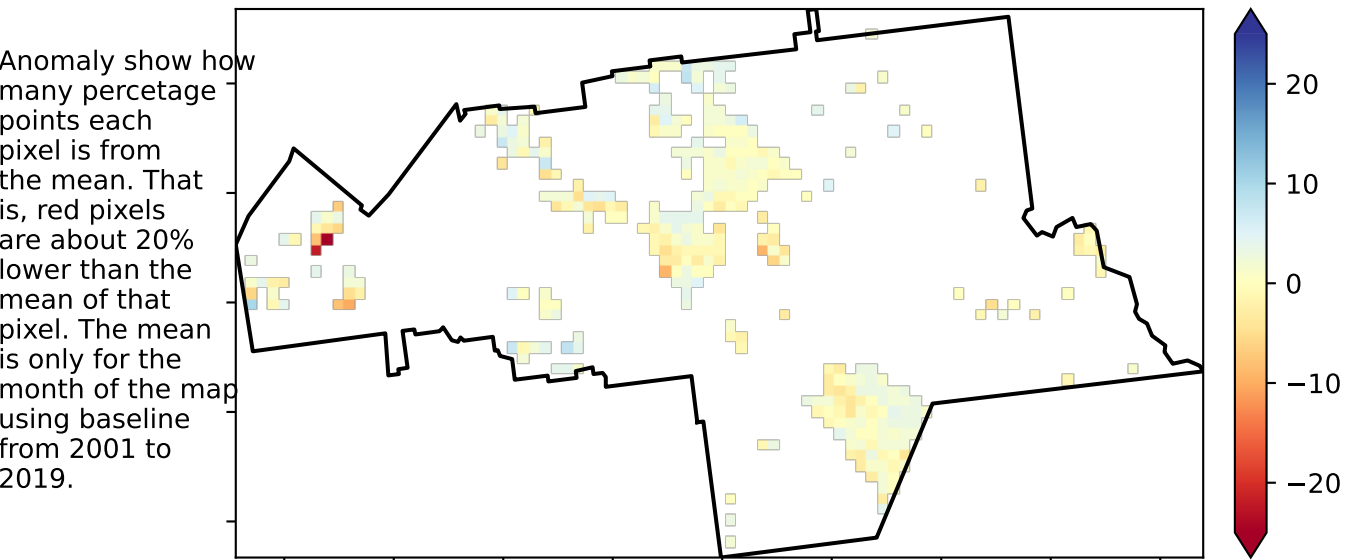 Anomaly show how
many percetage
points each
pixel is from
the mean. That
is, red pixels
are about 20%
lower than the
mean of that
pixel. The mean
is only for the
month of the map
using baseline
from 2001 to
2019.
20
10
0
−10
−20